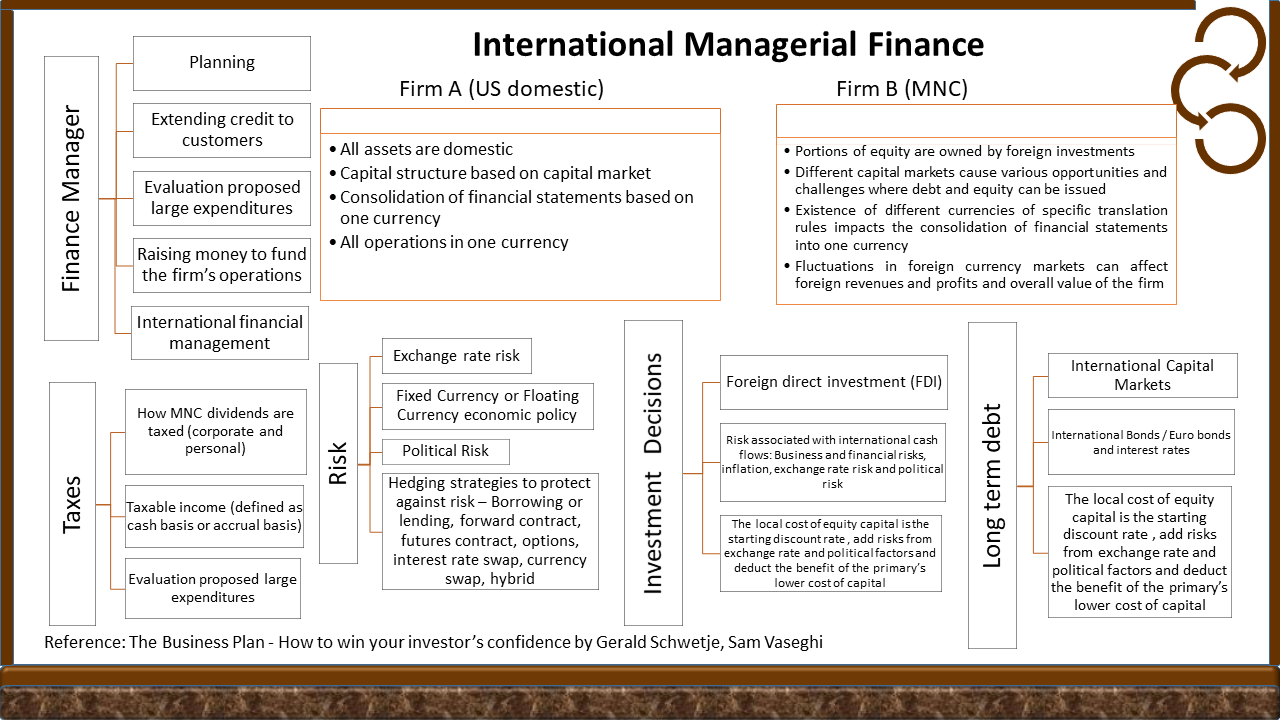 International Managerial Finance
Finance Manager
Planning
Extending credit to
customers
Evaluation proposed
large expenditures
Raising money to fund
the firm's operations
International financial
management
Firm A (US domestic)
• All assets are domestic
• Capital structure based on capital market
• Consolidation of financial statements based on
one currency
• All operations in one currency
Firm B (MNC)
• Portions of equity are owned by foreign investments
• Different capital markets cause various opportunities and
challenges where debt and equity can be issued
• Existence of different currencies of specific translation
rules impacts the consolidation of financial statements
into one currency
• Fluctuations in foreign currency markets can affect
foreign revenues and profits and overall value of the firm
Taxes
How MNC dividends are
taxed (corporate and
personal)
Taxable income (defined as
cash basis or accrual basis)
Evaluation proposed large
expenditures
Risk
Exchange rate risk
Fixed Currency or Floating
Currency economic policy
Political Risk
Hedging strategies to protect
against risk – Borrowing or
lending, forward contract,
futures contract, options,
interest rate swap, currency
swap, hybrid
Investment Decisions
Foreign direct investment (FDI)
Risk associated with international cash
flows: Business and financial risks,
inflation, exchange rate risk and political
risk
The local cost of equity capital is the
starting discount rate , add risks from
exchange rate and political factors and
deduct the benefit of the primary's
lower cost of capital
Long term debt
International Capital
Markets
International Bonds / Euro bonds
and interest rates
The local cost of equity
capital is the starting
discount rate , add risks
from exchange rate and
political factors and deduct
the benefit of the primary's
lower cost of capital
Reference: The Business Plan - How to win your investor's confidence by Gerald Schwetje, Sam Vaseghi